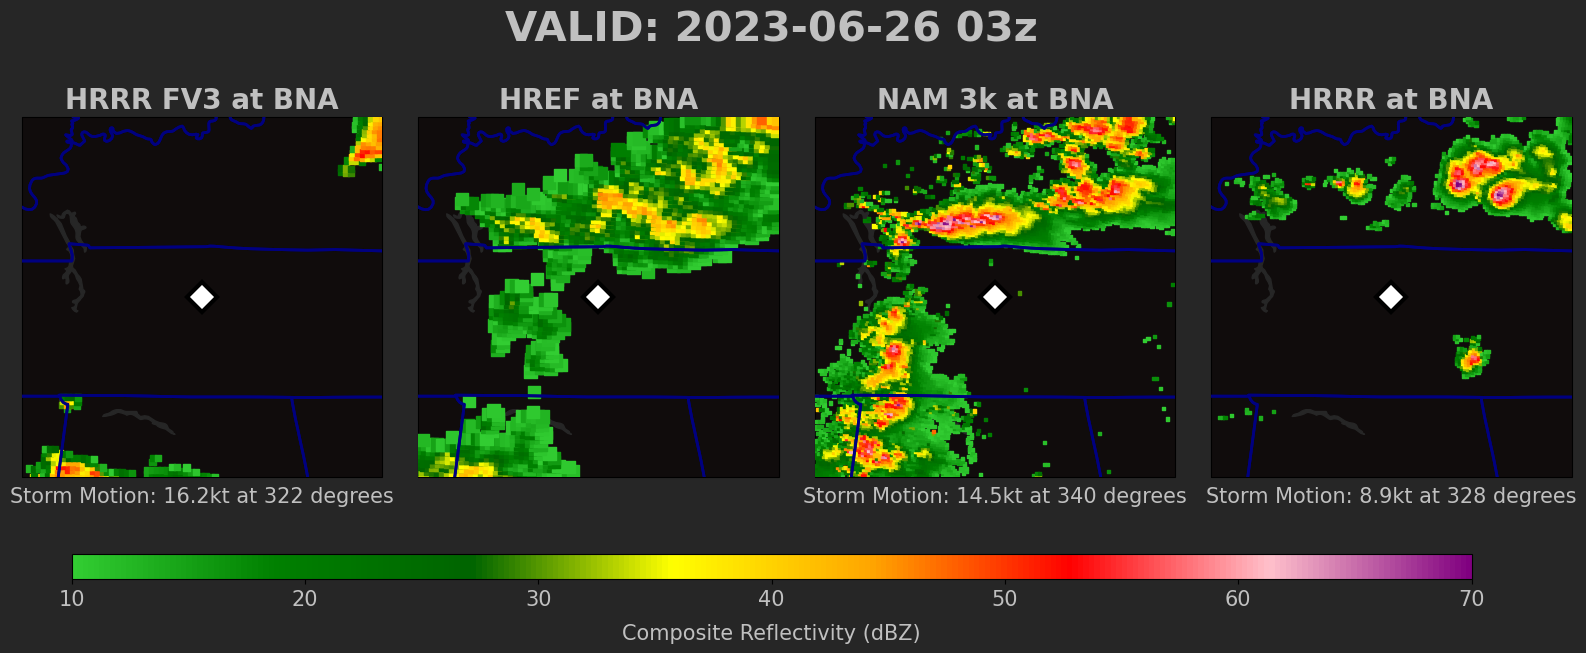 VALID: 2023-06-26 03z
HRRR FV3 at BNA
HREF at BNA
NAM 3k at BNA
HRRR at BNA
Storm Motion: 16.2kt at 322 degrees
Storm Motion: 14.5kt at 340 degrees
Storm Motion: 8.9kt at 328 degrees
10 20 30 40 50 60 70
Composite Reflectivity (dBZ)